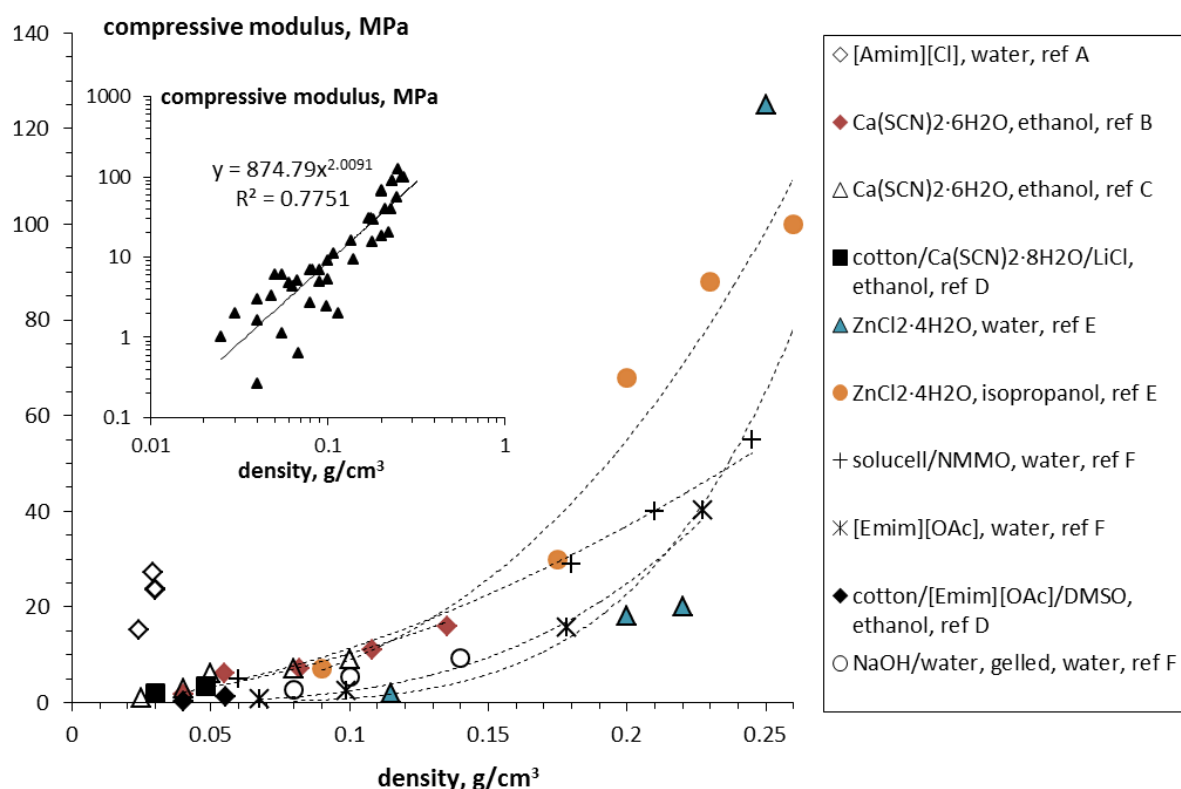 compressive modulus, MPa
140
120
100
80
60
40
20
0
0
0.05
0.1
0.15
0.2
0.25
density, g/cm³
compressive modulus, MPa
1000
100
10
1
0.1
y = 874.79x^2.0091
R² = 0.7751
0.01
0.1
1
density, g/cm³
[Amim][Cl], water, ref A
Ca(SCN)2·6H2O, ethanol, ref B
Ca(SCN)2·6H2O, ethanol, ref C
cotton/Ca(SCN)2·8H2O/LiCl,
ethanol, ref D
ZnCl2·4H2O, water, ref E
ZnCl2·4H2O, isopropanol, ref E
solucell/NMMO, water, ref F
[Emim][OAc], water, ref F
cotton/[Emim][OAc]/DMSO,
ethanol, ref D
NaOH/water, gelled, water, ref F